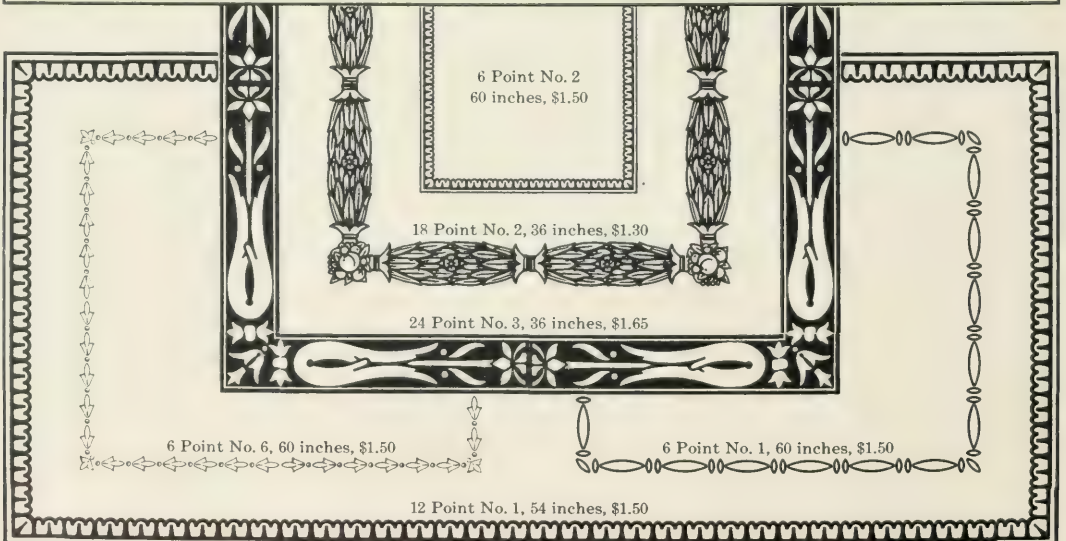 6 Point No. 2
60 inches, $1.50
18 Point No. 2, 36 inches, $1.30
24 Point No. 3, 36 inches, $1.65
6 Point No. 6, 60 inches, $1.50
6 Point No. 1, 60 inches, $1.50
12 Point No. 1, 54 inches, $1.50